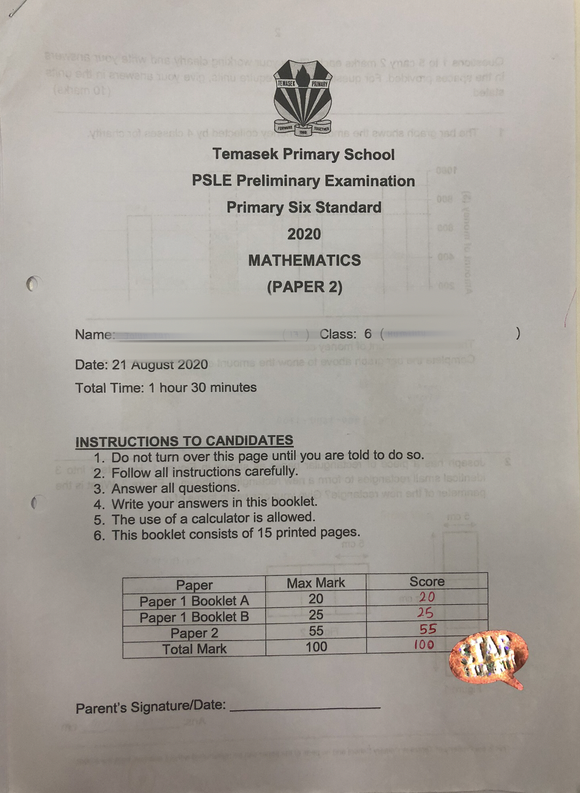 TEMASEK PRIMARY
FORWARD TOGETHER
Temasek Primary School
PSLE Preliminary Examination
Primary Six Standard
2020
MATHEMATICS
(PAPER 2)
Name: Class: 6 ( )
Date: 21 August 2020
Total Time: 1 hour 30 minutes
INSTRUCTIONS TO CANDIDATES
1. Do not turn over this page until you are told to do so.
2. Follow all instructions carefully.
3. Answer all questions.
4. Write your answers in this booklet.
5. The use of a calculator is allowed.
6. This booklet consists of 15 printed pages.
Paper Max Mark Score
Paper 1 Booklet A 20 20
Paper 1 Booklet B 25 25
Paper 2 55 55
Total Mark 100 100
STAR
Parent's Signature/Date: